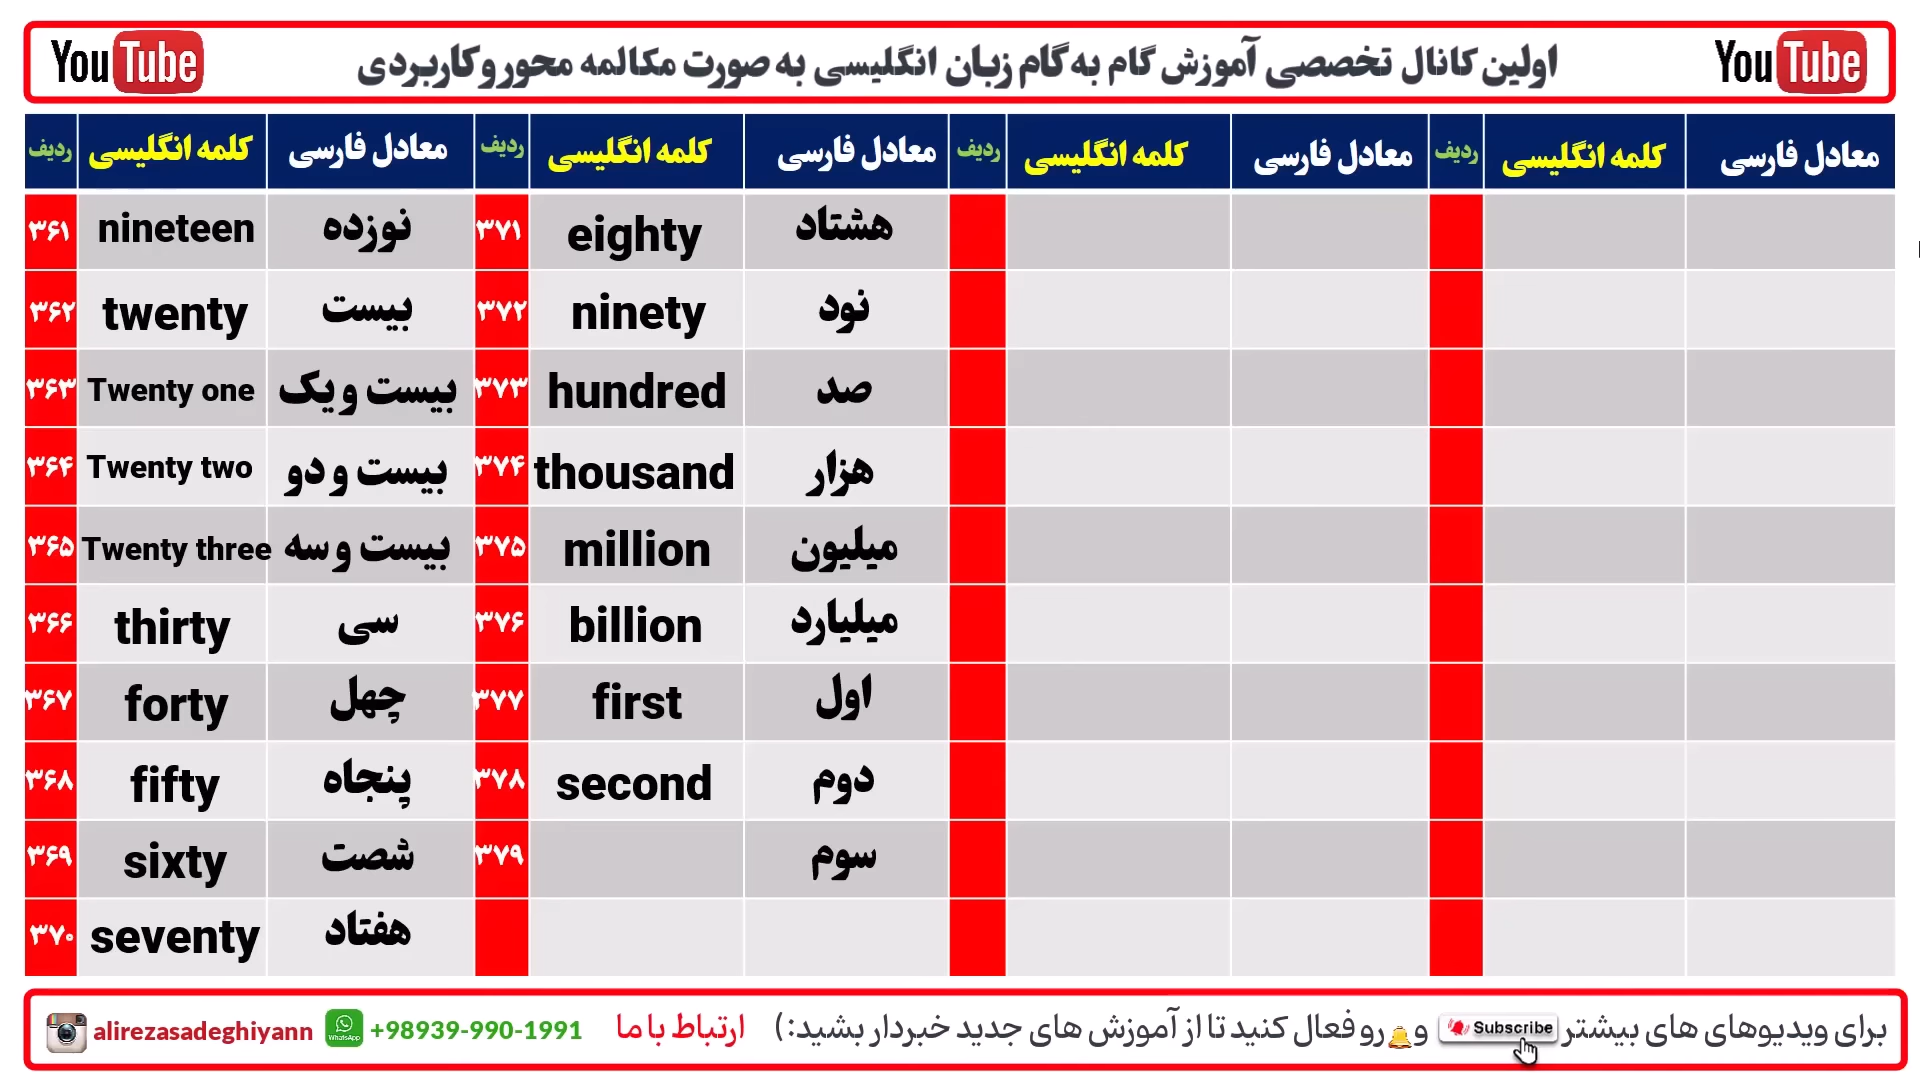 YouTube اولین کانال تخصصی آموزش گام به گام زبان انگلیسی به صورت مکالمه محور و کاربردی YouTube
ردیف کلمه انگلیسی معادل فارسی ردیف کلمه انگلیسی معادل فارسی ردیف کلمه انگلیسی معادل فارسی ردیف کلمه انگلیسی معادل فارسی
۳۶۱ nineteen نوزده ۳۷۱ eighty هشتاد
۳۶۲ twenty بیست ۳۷۲ ninety نود
۳۶۳ Twenty one بیست و یک ۳۷۳ hundred صد
۳۶۴ Twenty two بیست و دو ۳۷۴ thousand هزار
۳۶۵ Twenty three بیست و سه ۳۷۵ million میلیون
۳۶۶ thirty سی ۳۷۶ billion میلیارد
۳۶۷ forty چهل ۳۷۷ first اول
۳۶۸ fifty پنجاه ۳۷۸ second دوم
۳۶۹ sixty شصت ۳۷۹ سوم
۳۷۰ seventy هفتاد
برای ویدیوهای های بیشتر Subscribe و رو فعال کنید تا از آموزش های جدید خبردار بشید:) ارتباط با ما +98939-990-1991 WhatsApp alirezasadeghiyann